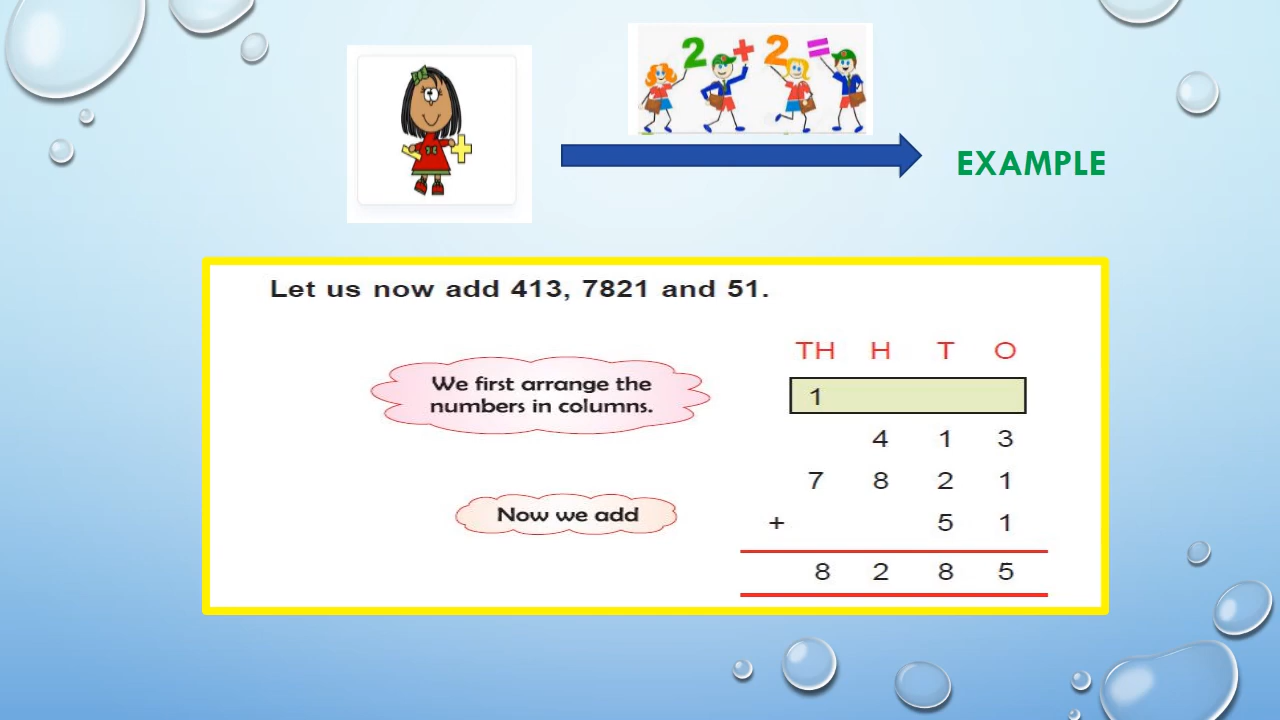 2 + 2 =
EXAMPLE
Let us now add 413, 7821 and 51.
We first arrange the
numbers in columns.
Now we add
TH H T O
1
4 1 3
7 8 2 1
+ 5 1
8 2 8 5